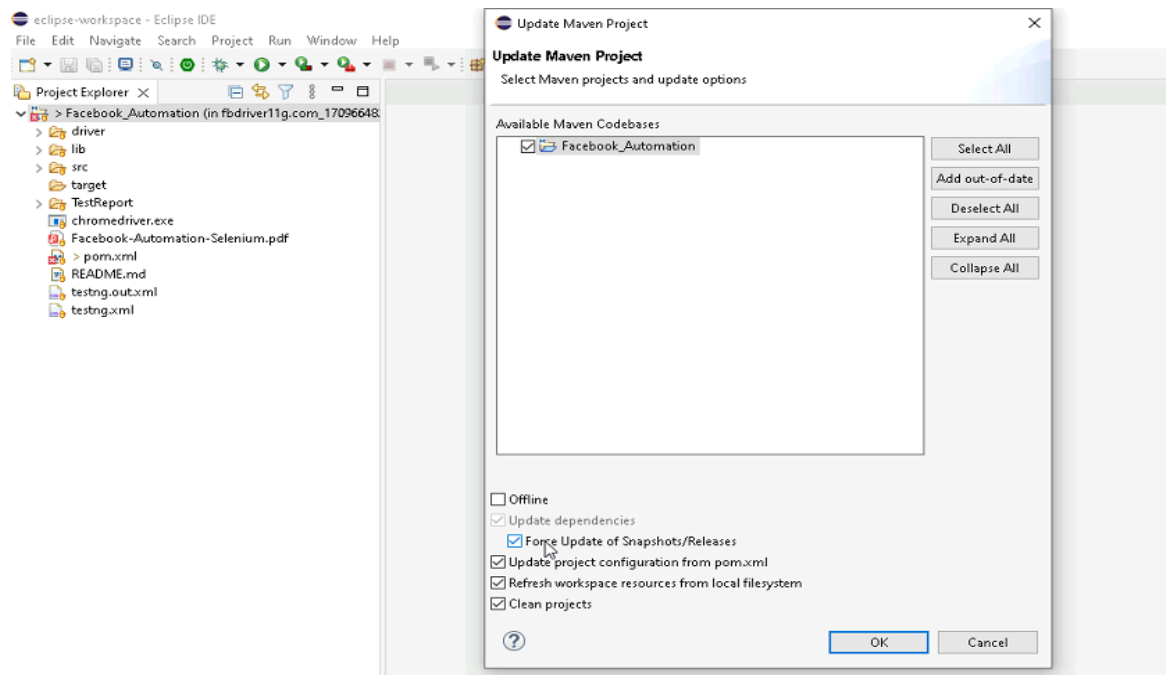 eclipse-workspace - Eclipse IDE
File Edit Navigate Search Project Run Window Help
Project Explorer
> Facebook_Automation (in fbdriver11g.com_17096648
driver
lib
src
target
TestReport
chromedriver.exe
Facebook-Automation-Selenium.pdf
> pom.xml
README.md
testng.out.xml
testng.xml
Update Maven Project
Update Maven Project
Select Maven projects and update options
Available Maven Codebases
Facebook_Automation
Select All
Add out-of-date
Deselect All
Expand All
Collapse All
Offline
Update dependencies
Force Update of Snapshots/Releases
Update project configuration from pom.xml
Refresh workspace resources from local filesystem
Clean projects
OK Cancel